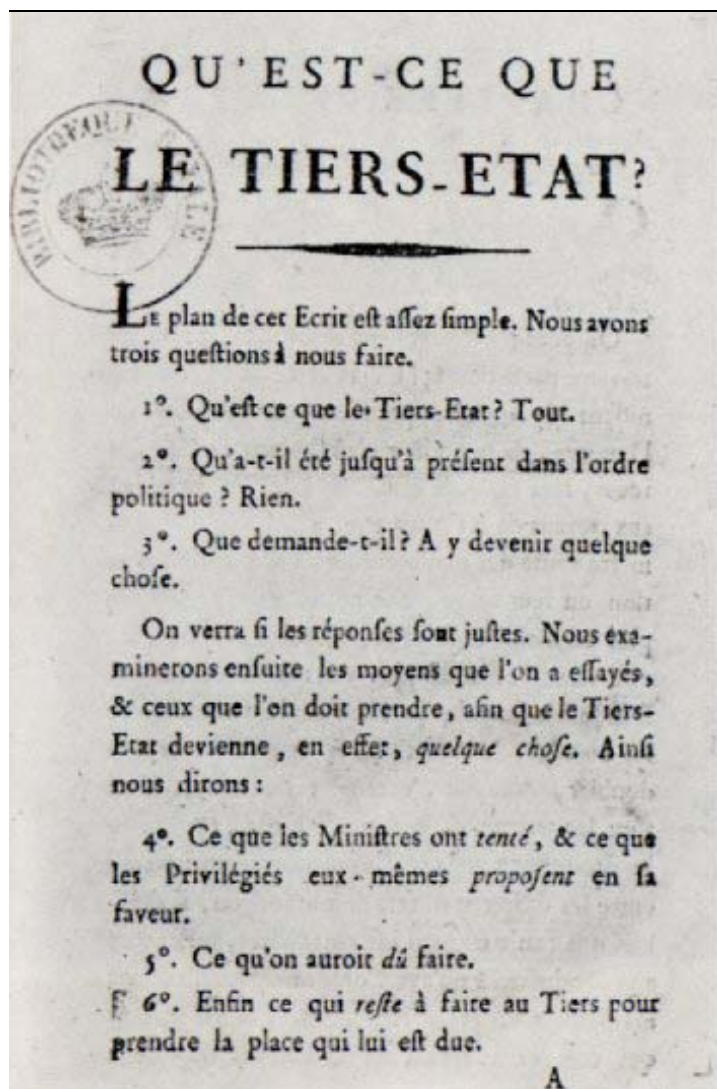 QU'EST-CE QUE
LE TIERS-ETAT?
BIBLIOTHEQUE
LE plan de cet Ecrit eſt aſſez ſimple. Nous avons
trois queſtions à nous faire.
1°. Qu'eſt ce que le Tiers-Etat? Tout.
2°. Qu'a-t-il été juſqu'à préſent dans l'ordre
politique ? Rien.
3°. Que demande-t-il? A y devenir quelque
choſe.
On verra ſi les réponſes ſont juſtes. Nous exa-
minerons enſuite les moyens que l'on a eſſayés,
& ceux que l'on doit prendre, afin que le Tiers-
Etat devienne, en effet, quelque choſe. Ainſi
nous dirons :
4°. Ce que les Miniſtres ont tenté, & ce que
les Privilégiés eux-mêmes propoſent en ſa
faveur.
5°. Ce qu'on auroit dû faire.
6°. Enfin ce qui reſte à faire au Tiers pour
prendre la place qui lui eſt due.
A